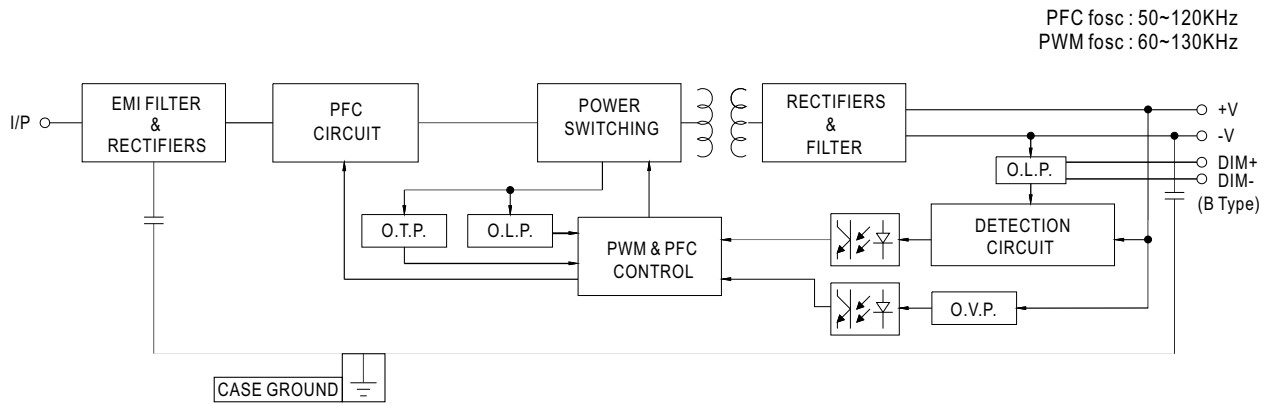 PFC fosc : 50~120KHz
PWM fosc : 60~130KHz
I/P
EMI FILTER
&
RECTIFIERS
PFC
CIRCUIT
POWER
SWITCHING
RECTIFIERS
&
FILTER
+V
-V
DIM+
DIM-
(B Type)
O.L.P.
O.T.P.
O.L.P.
PWM & PFC
CONTROL
DETECTION
CIRCUIT
O.V.P.
CASE GROUND